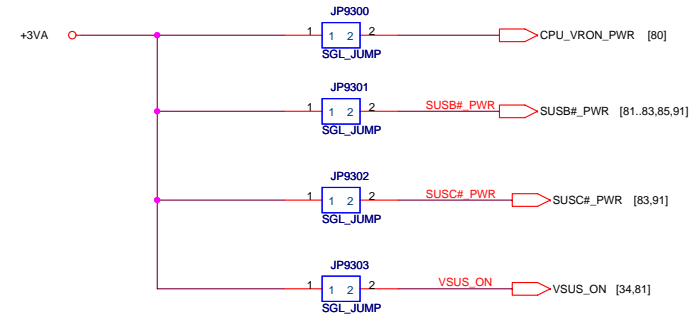 JP9300
+3VA 1 1 2 2 CPU_VRON_PWR [80]
SGL_JUMP
JP9301
1 1 2 2 SUSB#_PWR SUSB#_PWR [81..83,85,91]
SGL_JUMP
JP9302
1 1 2 2 SUSC#_PWR SUSC#_PWR [83,91]
SGL_JUMP
JP9303
1 1 2 2 VSUS_ON VSUS_ON [34,81]
SGL_JUMP